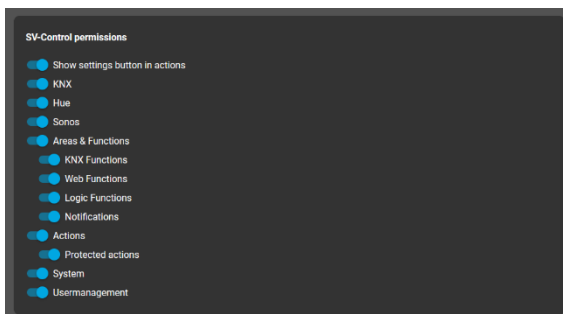 SV-Control permissions
Show settings button in actions
KNX
Hue
Sonos
Areas & Functions
KNX Functions
Web Functions
Logic Functions
Notifications
Actions
Protected actions
System
Usermanagement